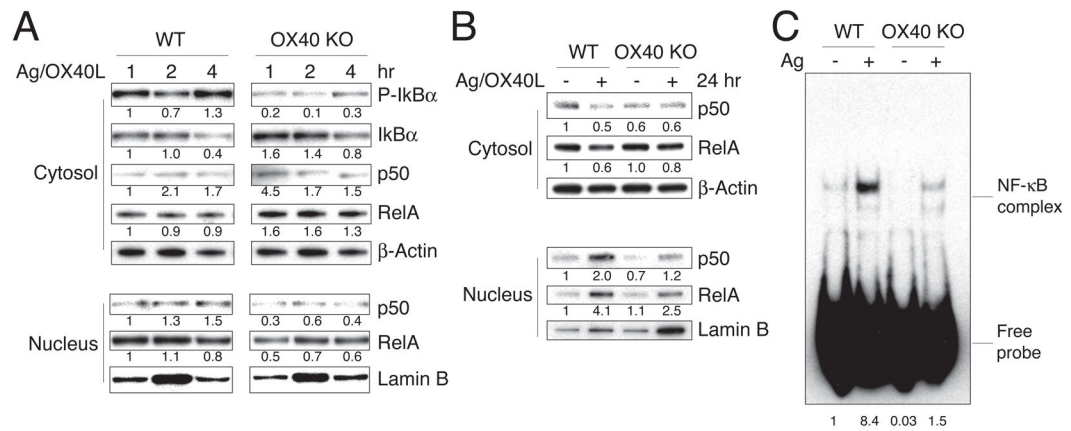 A
WT OX40 KO
Ag/OX40L 1 2 4 1 2 4 hr
P-IkBα
1 0.7 1.3 0.2 0.1 0.3
IkBα
1 1.0 0.4 1.6 1.4 0.8
Cytosol
p50
1 2.1 1.7 4.5 1.7 1.5
RelA
1 0.9 0.9 1.6 1.6 1.3
β-Actin
p50
1 1.3 1.5 0.3 0.6 0.4
Nucleus
RelA
1 1.1 0.8 0.5 0.7 0.6
Lamin B
B
WT OX40 KO
Ag/OX40L - + - + 24 hr
p50
1 0.5 0.6 0.6
Cytosol
RelA
1 0.6 1.0 0.8
β-Actin
p50
1 2.0 0.7 1.2
Nucleus
RelA
1 4.1 1.1 2.5
Lamin B
C
WT OX40 KO
Ag - + - +
NF-κB
complex
Free
probe
1 8.4 0.03 1.5